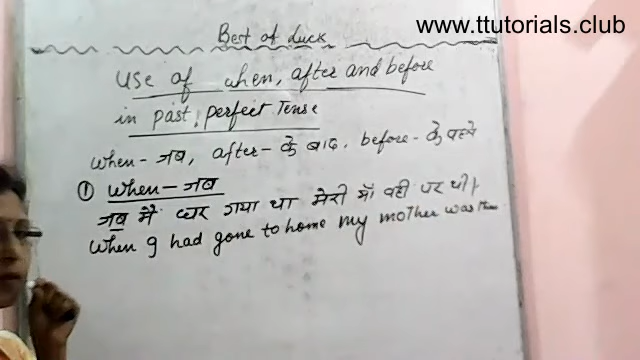 www.ttutorials.club
Best of Luck
Use of when, after and before
in past perfect Tense
when - जब, after - के बाद, before - के पहले
① when - जब
जब मैं घर गया था मेरी माँ वही पर थी।
when I had gone to home my mother was there